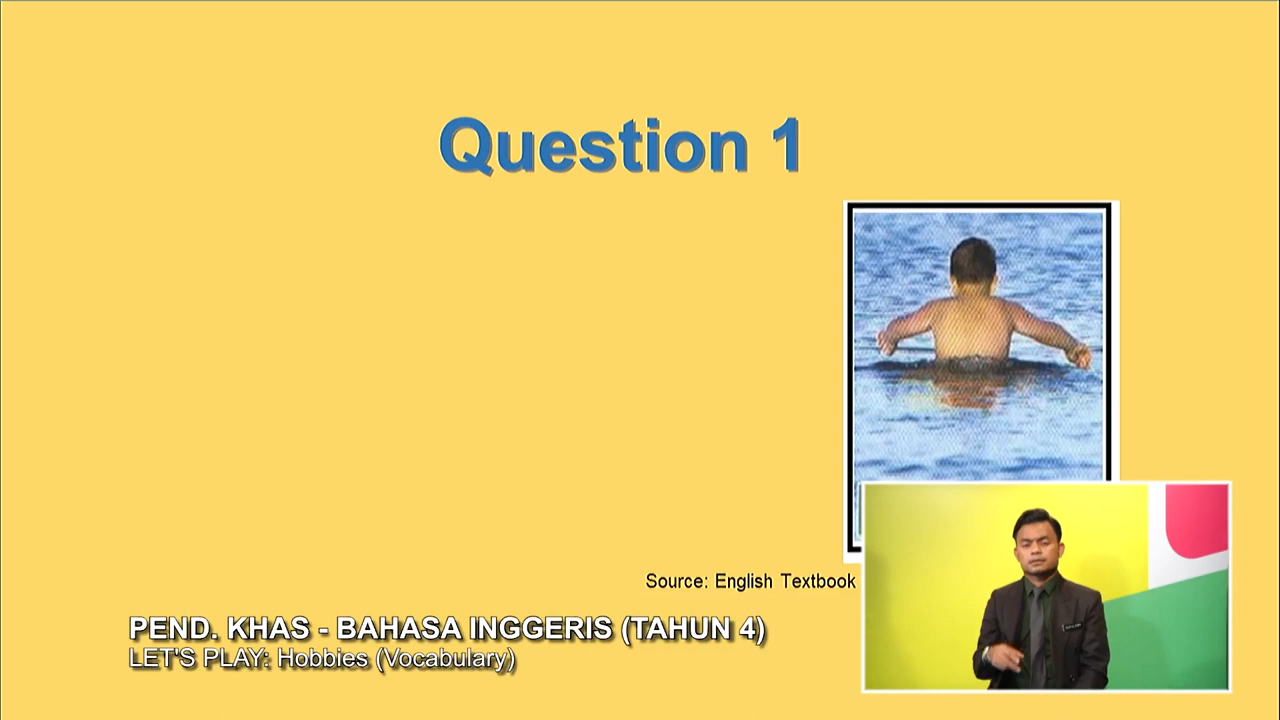 Question 1
Source: English Textbook
PEND. KHAS - BAHASA INGGERIS (TAHUN 4)
LET'S PLAY: Hobbies (Vocabulary)